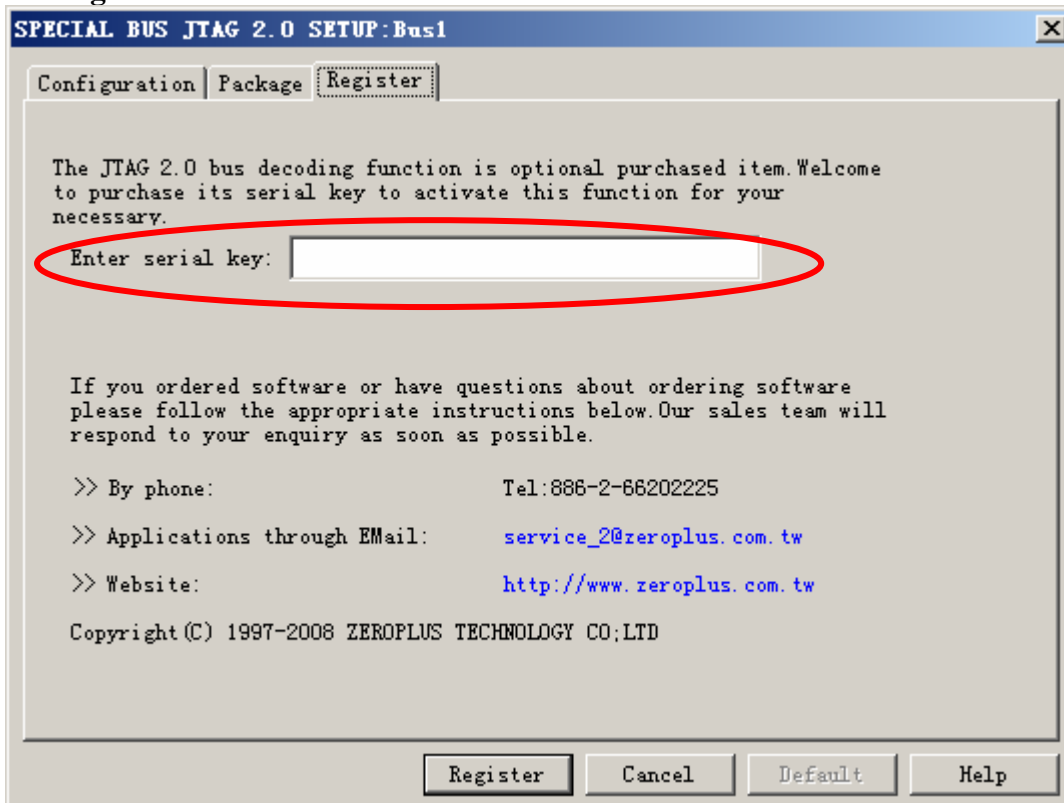 SPECIAL BUS JTAG 2.0 SETUP:Bus1
Configuration Package Register
The JTAG 2.0 bus decoding function is optional purchased item.Welcome
to purchase its serial key to activate this function for your
necessary.
Enter serial key:
If you ordered software or have questions about ordering software
please follow the appropriate instructions below.Our sales team will
respond to your enquiry as soon as possible.
>> By phone: Tel:886-2-66202225
>> Applications through EMail: service_2@zeroplus.com.tw
>> Website: http://www.zeroplus.com.tw
Copyright(C) 1997-2008 ZEROPLUS TECHNOLOGY CO;LTD
Register Cancel Default Help